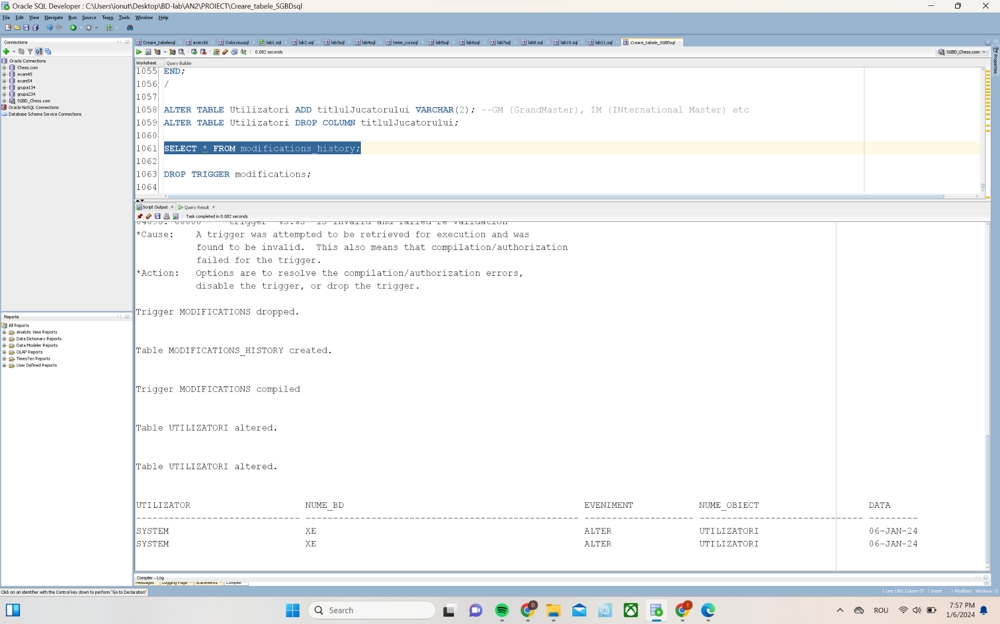 Oracle SQL Developer : C:\Users\ionut\Desktop\BD-lab\AN2\PROIECT\Creare_tabele_SGBDsql
File Edit View Navigate Run Source Team Tools Window Help
Connections
Oracle Connections
Chess.com
exam45
exam54
grupa134
grupa234
SGBD_Chess.com
Oracle NoSQL Connections
Database Schema Service Connections
Reports
All Reports
Analytic View Reports
Data Dictionary Reports
Data Modeler Reports
OLAP Reports
TimesTen Reports
User Defined Reports
Creare_tabelesql exercitii Colocviuusql lab1.sql lab2.sql lab3sql lab4sql teme_curssql lab5sql lab6sql lab7sql lab8.sql lab10.sql lab11,sql Creare_tabele_SGBDsql
0.082 seconds
SGBD_Chess.com
Properties
Worksheet Query Builder
1055 END;
1056 /
1057
1058 ALTER TABLE Utilizatori ADD titlulJucatorului VARCHAR(2); --GM (GrandMaster), IM (INternational Master) etc
1059 ALTER TABLE Utilizatori DROP COLUMN titlulJucatorului;
1060
1061 SELECT * FROM modifications_history;
1062
1063 DROP TRIGGER modifications;
1064
Script Output Query Result
Task completed in 0.082 seconds
04098. 00000 - "trigger '%s.%s' is invalid and failed re-validation"
*Cause: A trigger was attempted to be retrieved for execution and was
found to be invalid. This also means that compilation/authorization
failed for the trigger.
*Action: Options are to resolve the compilation/authorization errors,
disable the trigger, or drop the trigger.
Trigger MODIFICATIONS dropped.
Table MODIFICATIONS_HISTORY created.
Trigger MODIFICATIONS compiled
Table UTILIZATORI altered.
Table UTILIZATORI altered.
UTILIZATOR NUME_BD EVENIMENT NUME_OBIECT DATA
SYSTEM XE ALTER UTILIZATORI 06-JAN-24
SYSTEM XE ALTER UTILIZATORI 06-JAN-24
Compiler - Log
Messages Logging Page Statements Compiler
Click on an identifier with the Control key down to perform "Go to Declaration"
Line 1061 Column 37 Insert Modified Windows: Cl
Search
D
I
ROU
7:57 PM
1/6/2024